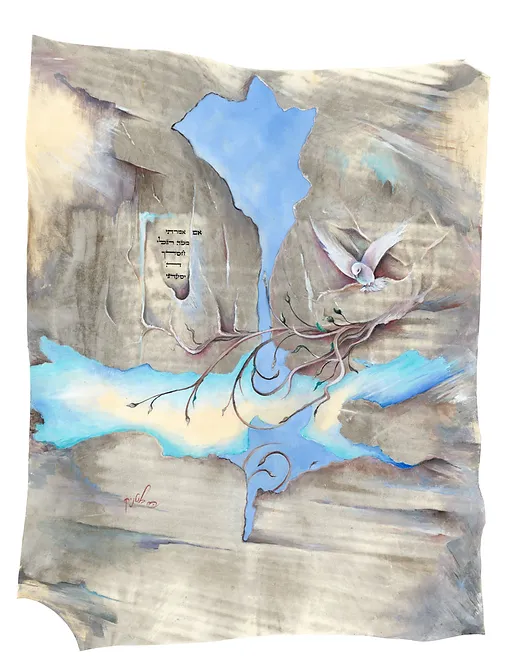 אם אמרתי
מטה רגלי
חסדך
ה׳
יסעדני